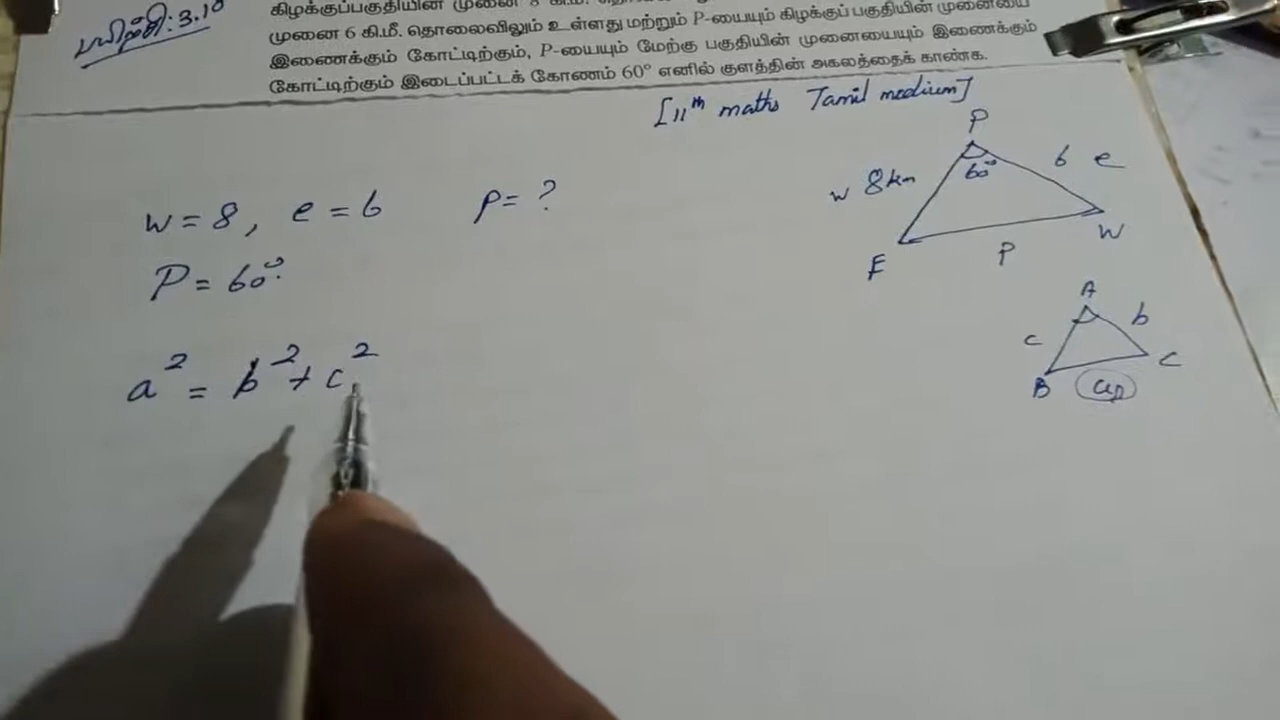 பயிற்சி: 3.10
கிழக்குப்பகுதியின் முனை 8 கி.மீ.
முனை 6 கி.மீ. தொலைவிலும் உள்ளது மற்றும் P-யையும் கிழக்குப் பகுதியின் முனையை
இணைக்கும் கோட்டிற்கும், P-யையும் மேற்கு பகுதியின் முனையையும் இணைக்கும்
கோட்டிற்கும் இடைப்பட்டக் கோணம் 60° எனில் குளத்தின் அகலத்தைக் காண்க.
[11th maths Tamil medium]
P
60°
w 8km
6 e
E
P
W
w = 8, e = 6 p = ?
P = 60°
a² = b² + c²
A
c
b
B
a
C